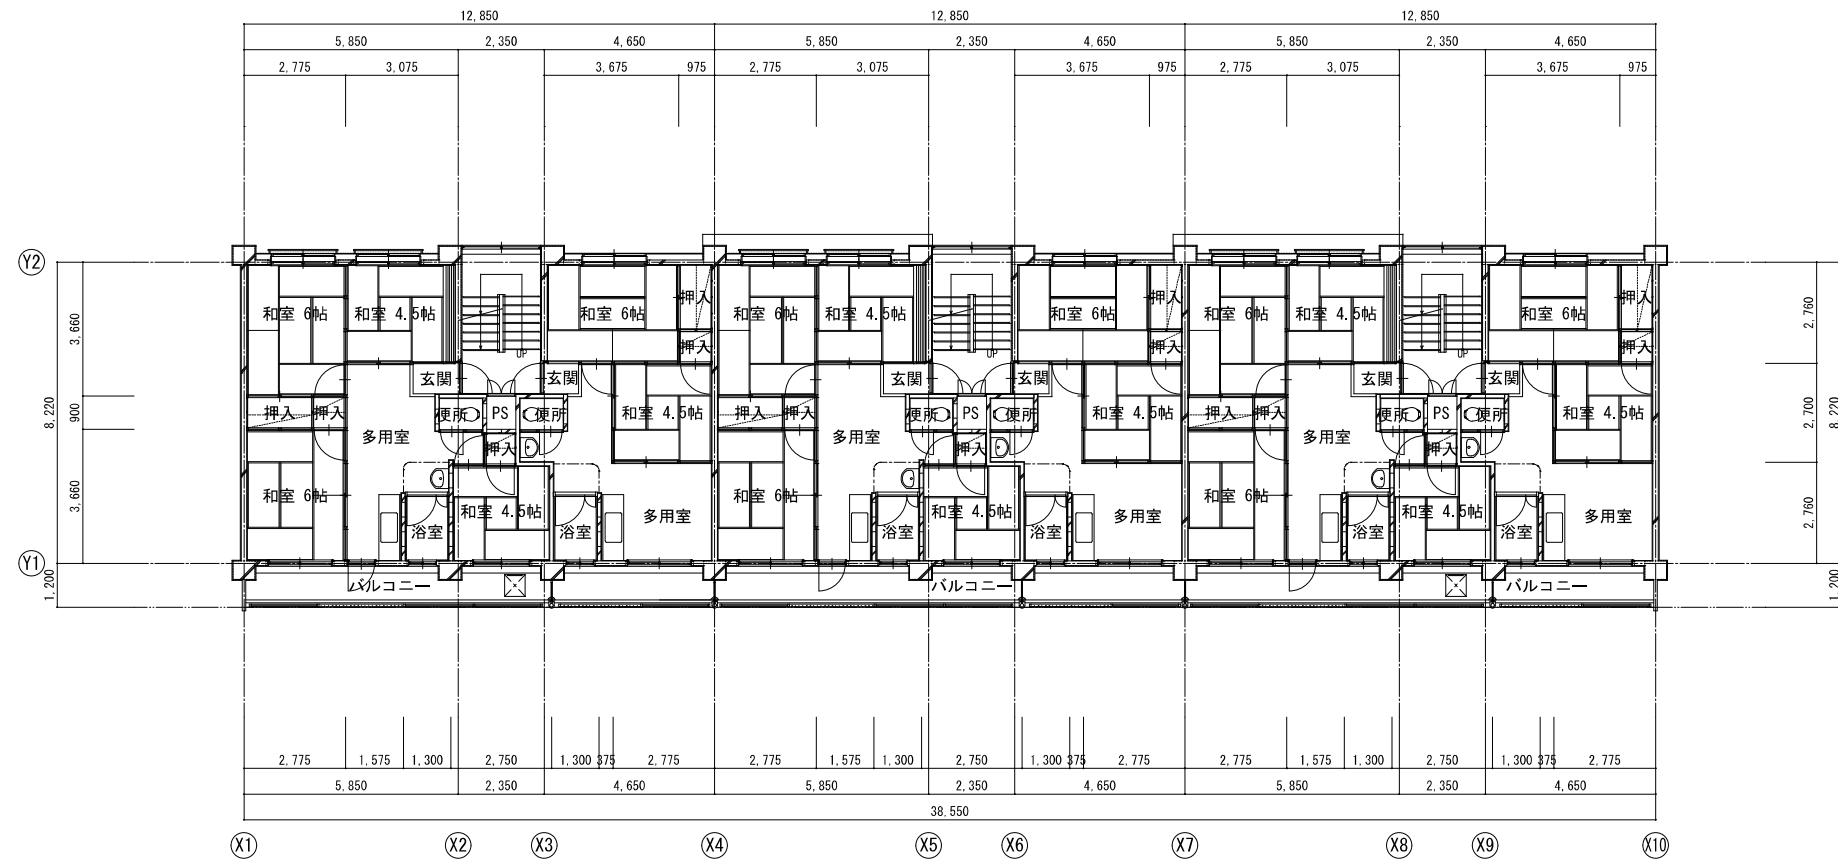 12,850 12,850 12,850
5,850 2,350 4,650 5,850 2,350 4,650 5,850 2,350 4,650
2,775 3,075 3,675 975 2,775 3,075 3,675 975 2,775 3,075 3,675 975
Y2 Y1
3,660 900 3,660
8,220
1,200
2,760 2,700 2,760
8,220
1,200
和室 6帖 和室 4.5帖 和室 6帖 押入 和室 6帖 和室 4.5帖 和室 6帖 押入 和室 6帖 和室 4.5帖 和室 6帖 押入
UP 押入 UP 押入 UP 押入
玄関 玄関 玄関 玄関 玄関 玄関
押入 押入 便所 PS 便所 和室 4.5帖 押入 押入 便所 PS 便所 和室 4.5帖 押入 押入 便所 PS 便所 和室 4.5帖
多用室 押入 多用室 押入 多用室 押入
和室 6帖 浴室 和室 4.5帖 浴室 多用室 和室 6帖 浴室 和室 4.5帖 浴室 多用室 和室 6帖 浴室 和室 4.5帖 浴室 多用室
バルコニー バルコニー バルコニー
2,775 1,575 1,300 2,750 1,300 375 2,775 2,775 1,575 1,300 2,750 1,300 375 2,775 2,775 1,575 1,300 2,750 1,300 375 2,775
5,850 2,350 4,650 5,850 2,350 4,650 5,850 2,350 4,650
38,550
X1 X2 X3 X4 X5 X6 X7 X8 X9 X10